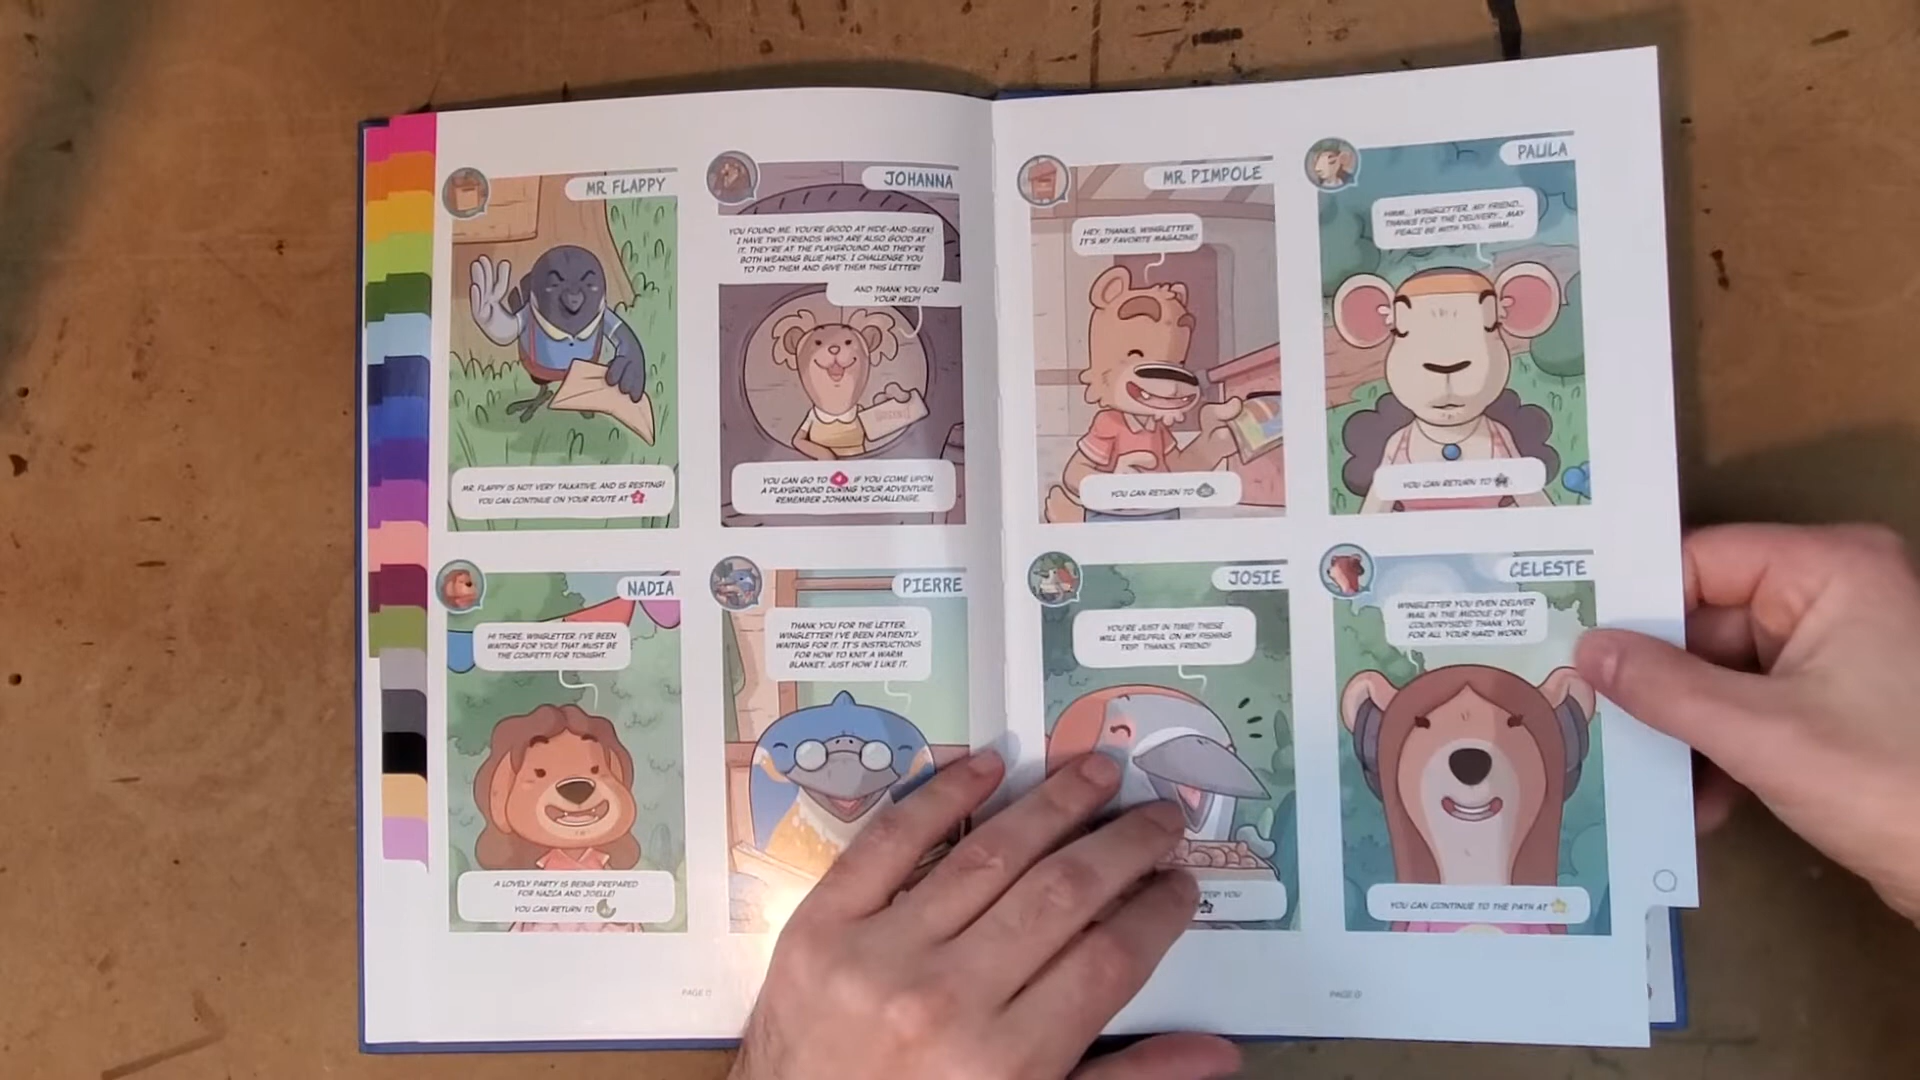 MR. FLAPPY
MR. FLAPPY IS NOT VERY TALKATIVE, AND IS RESTING!
YOU CAN CONTINUE ON YOUR ROUTE AT
JOHANNA
YOU FOUND ME. YOU'RE GOOD AT HIDE-AND-SEEK!
I HAVE TWO FRIENDS WHO ARE ALSO GOOD AT
IT. THEY'RE AT THE PLAYGROUND AND THEY'RE
BOTH WEARING BLUE HATS. I CHALLENGE YOU
TO FIND THEM AND GIVE THEM THIS LETTER!
AND THANK YOU FOR
YOUR HELP!
YOU CAN GO TO . IF YOU COME UPON
A PLAYGROUND DURING YOUR ADVENTURE,
REMEMBER JOHANNA'S CHALLENGE.
MR. PIMPOLE
HEY, THANKS, WINGLETTER!
IT'S MY FAVORITE MAGAZINE!
YOU CAN RETURN TO
PAULA
HMM... WINGLETTER, MY FRIEND...
THANKS FOR THE DELIVERY... MAY
PEACE BE WITH YOU... HMM...
YOU CAN RETURN TO
NADIA
HI THERE, WINGLETTER. I'VE BEEN
WAITING FOR YOU! THAT MUST BE
THE CONFETTI FOR TONIGHT.
A LOVELY PARTY IS BEING PREPARED
FOR NAZCA AND JOELLE!
YOU CAN RETURN TO
PIERRE
THANK YOU FOR THE LETTER,
WINGLETTER! I'VE BEEN PATIENTLY
WAITING FOR IT. IT'S INSTRUCTIONS
FOR HOW TO KNIT A WARM
BLANKET. JUST HOW I LIKE IT.
JOSIE
YOU'RE JUST IN TIME! THESE
WILL BE HELPFUL ON MY FISHING
TRIP. THANKS, FRIEND!
YOU
CELESTE
WINGLETTER YOU EVEN DELIVER
MAIL IN THE MIDDLE OF THE
COUNTRYSIDE! THANK YOU
FOR ALL YOUR HARD WORK!
YOU CAN CONTINUE TO THE PATH AT
PAGE
PAGE